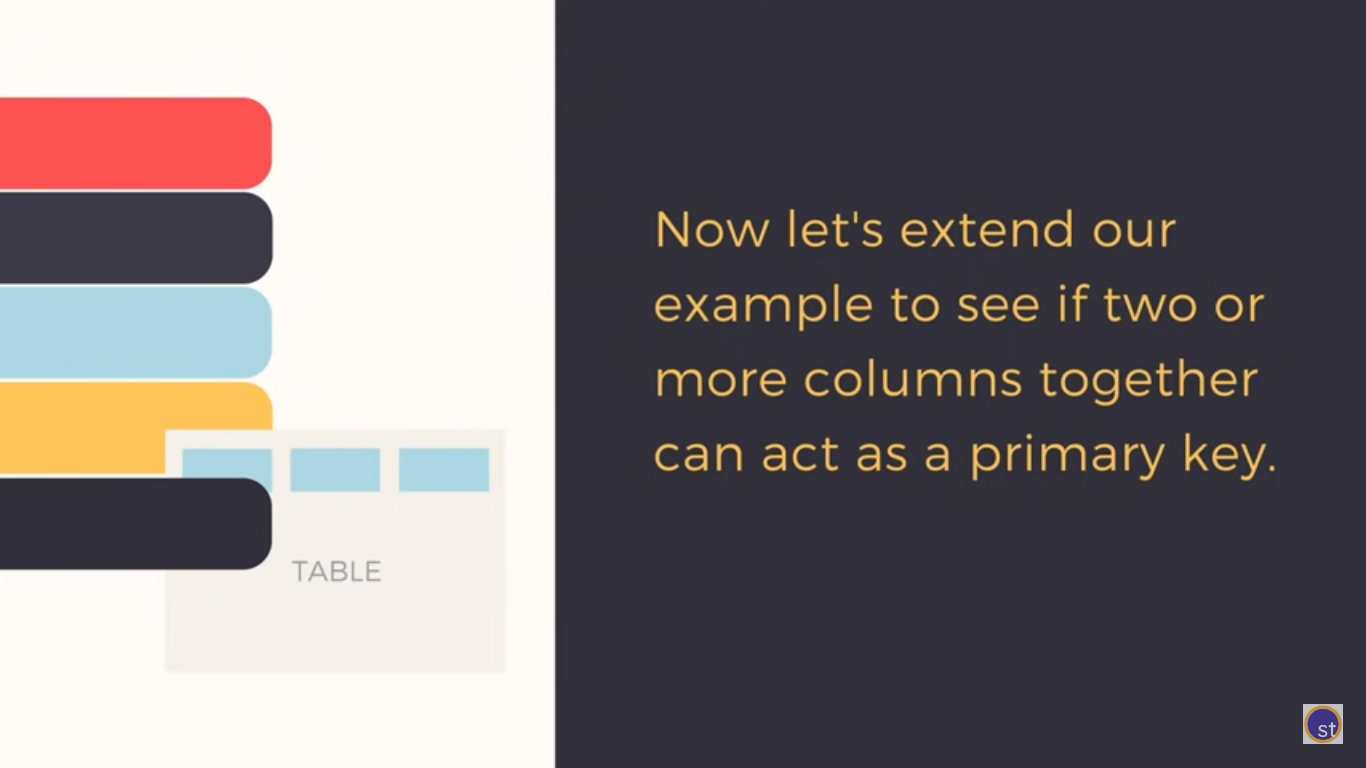 Now let's extend our
example to see if two or
more columns together
can act as a primary key.
TABLE
st